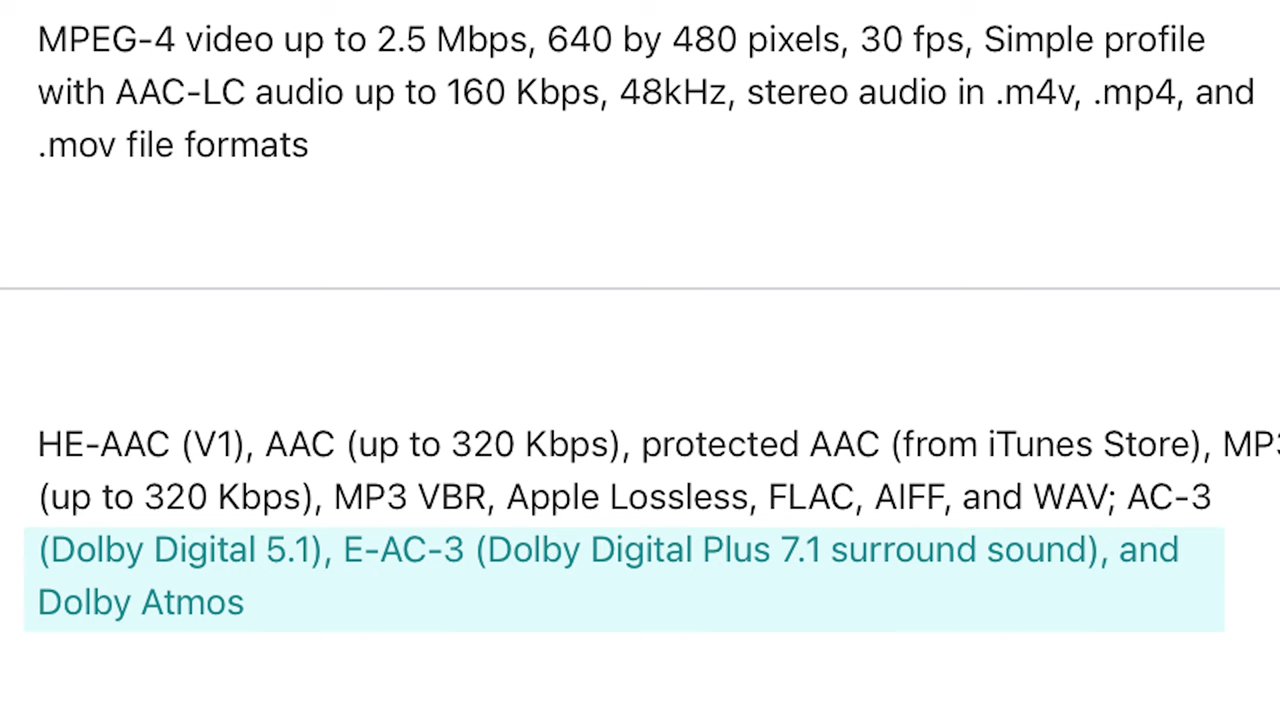 MPEG-4 video up to 2.5 Mbps, 640 by 480 pixels, 30 fps, Simple profile
with AAC-LC audio up to 160 Kbps, 48kHz, stereo audio in .m4v, .mp4, and
.mov file formats
HE-AAC (V1), AAC (up to 320 Kbps), protected AAC (from iTunes Store), MP3
(up to 320 Kbps), MP3 VBR, Apple Lossless, FLAC, AIFF, and WAV; AC-3
(Dolby Digital 5.1), E-AC-3 (Dolby Digital Plus 7.1 surround sound), and
Dolby Atmos